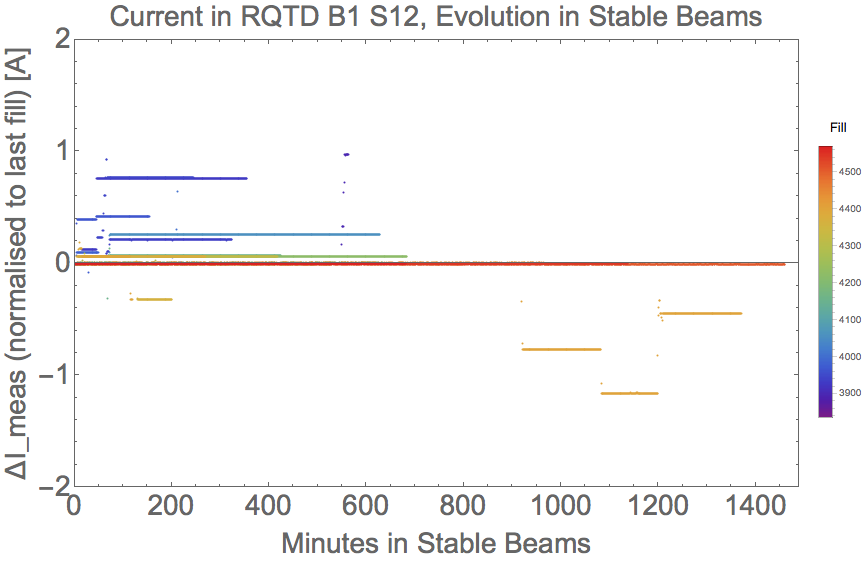 Current in RQTD B1 S12, Evolution in Stable Beams
ΔI_meas (normalised to last fill) [A]
2
1
0
−1
−2
0 200 400 600 800 1000 1200 1400
Minutes in Stable Beams
Fill
4500
4400
4300
4200
4100
4000
3900